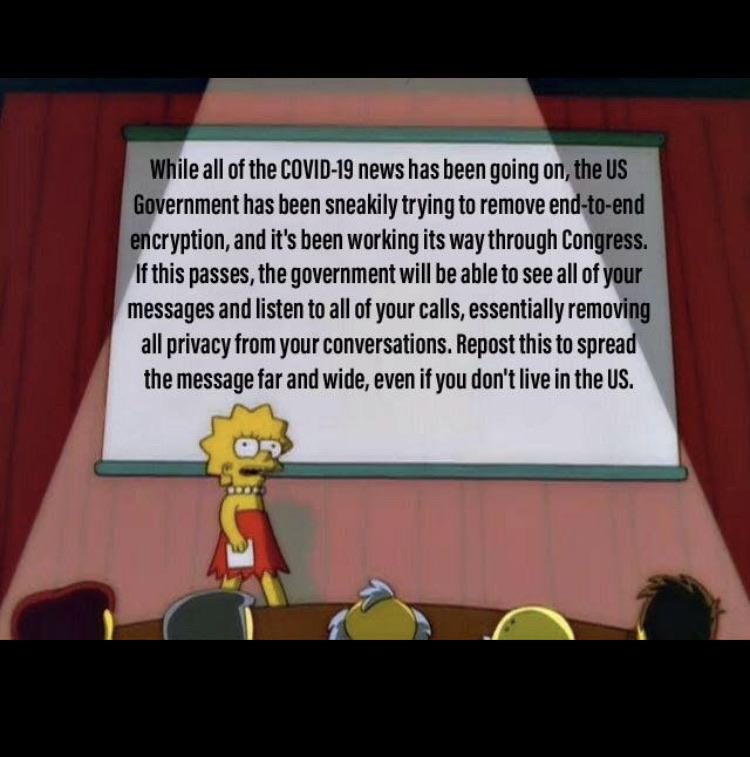 While all of the COVID-19 news has been going on, the US
Government has been sneakily trying to remove end-to-end
encryption, and it's been working its way through Congress.
If this passes, the government will be able to see all of your
messages and listen to all of your calls, essentially removing
all privacy from your conversations. Repost this to spread
the message far and wide, even if you don't live in the US.